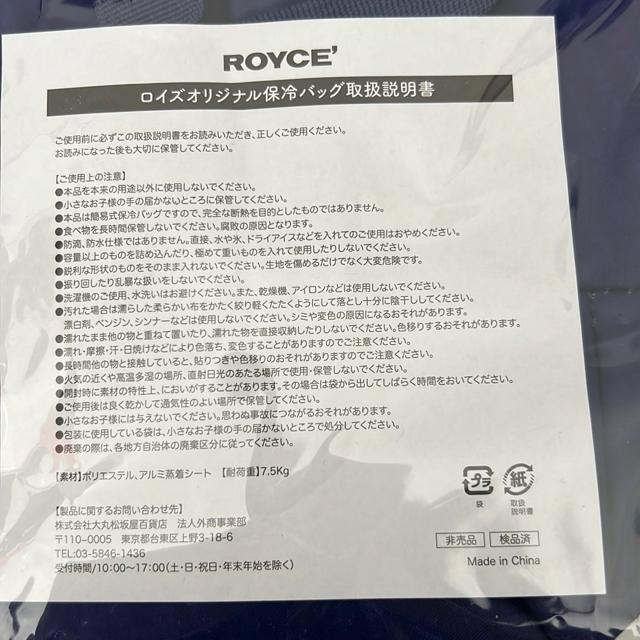 ROYCE'
ロイズオリジナル保冷バッグ取扱説明書
ご使用前に必ずこの取扱説明書をお読みいただき、正しくご使用ください。
お読みになった後も大切に保管してください。
【ご使用上の注意】
●本品を本来の用途以外に使用しないでください。
●小さなお子様の手の届かないところに保管してください。
●本品は簡易式保冷バッグですので、完全な断熱を目的としたものではありません。
●食べ物を長時間保管しないでください。腐敗の原因となります。
●防滴、防水仕様ではありません。直接、水や氷、ドライアイスなどを入れてのご使用はおやめください。
●容量以上のものを詰め込んだり、極めて重いものを入れて使用したりしないでください。
●鋭利な形状のものをそのまま入れないでください。生地を傷めるだけでなく大変危険です。
●振り回したり乱暴な扱いをしないでください。
●洗濯機のご使用、水洗いはお避けください。また、乾燥機、アイロンなどは使用しないでください。
●汚れた場合は濡らした柔らかい布をかたく絞り軽くたたくようにして落とし十分に陰干ししてください。
漂白剤、ベンジン、シンナーなどは使用しないでください。シミや変色の原因になるおそれがあります。
●濡れたまま他の物と重ねて置いたり、濡れた物を直接収納したりしないでください。色移りするおそれがあります。
●濡れ・摩擦・汗・日焼けなどにより色落ち、変色することがありますのでご注意ください。
●長時間他の物と接触していると、貼りつきや色移りのおそれがありますのでご注意ください。
●火気の近くや高温多湿の場所、直射日光のあたる場所で使用・保管しないでください。
●開封時に素材の特性上、においがすることがあります。その場合は袋から出してしばらく時間をおいてください。
●ご使用後は良く乾かして通気性のよい場所で保管してください。
●小さなお子様には与えないでください。思わぬ事故につながるおそれがあります。
●包装に使用している袋は、小さなお子様の手の届かないところで処分してください。
●廃棄の際は、各地方自治体の廃棄区分に従ってください。
【素材】ポリエステル、アルミ蒸着シート 【耐荷重】7.5Kg
プラ
袋
紙
取扱
説明書
【製品に関するお問い合わせ先】
株式会社大丸松坂屋百貨店 法人外商事業部
〒110-0005 東京都台東区上野3-18-6
TEL:03-5846-1436
受付時間/10:00〜17:00(土・日・祝日・年末年始を除く)
非売品 検品済
Made in China